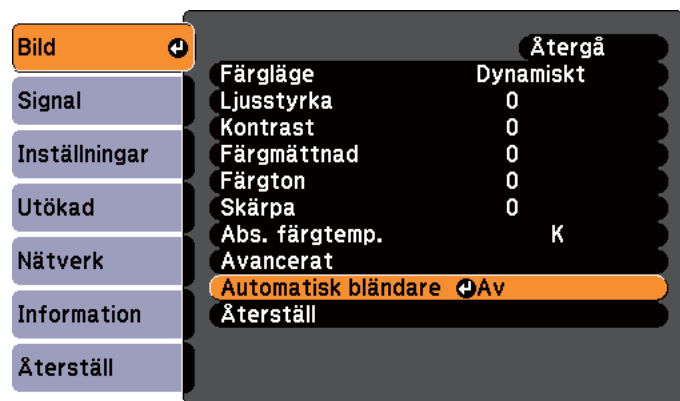 Bild
Signal
Inställningar
Utökad
Nätverk
Information
Återställ
Återgå
Färgläge Dynamiskt
Ljusstyrka 0
Kontrast 0
Färgmättnad 0
Färgton 0
Skärpa 0
Abs. färgtemp. K
Avancerat
Automatisk bländare Av
Återställ